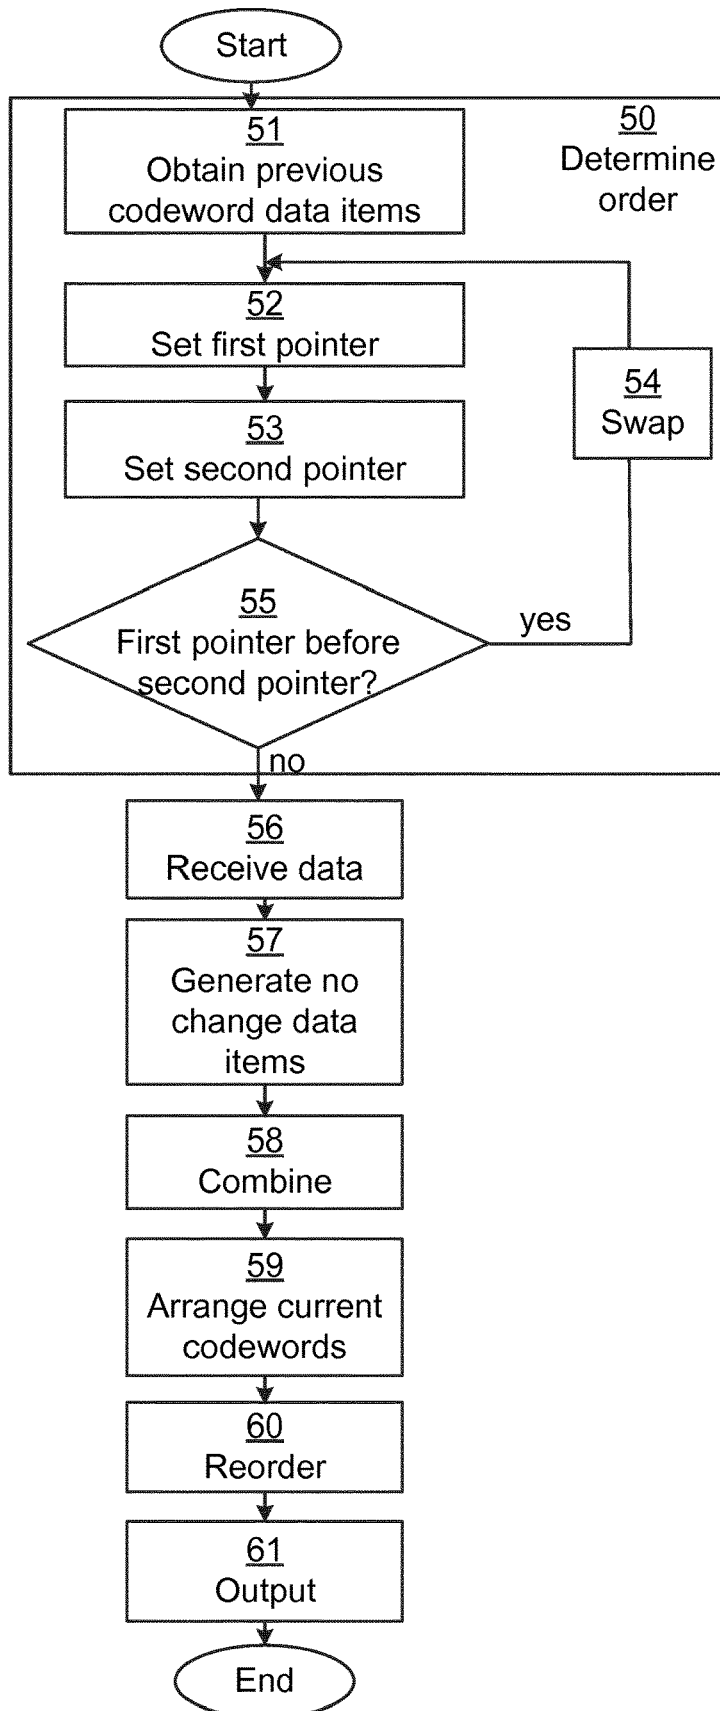 Start
50
Determine
order
51
Obtain previous
codeword data items
52
Set first pointer
54
Swap
53
Set second pointer
55
First pointer before
second pointer?
yes
no
56
Receive data
57
Generate no
change data
items
58
Combine
59
Arrange current
codewords
60
Reorder
61
Output
End